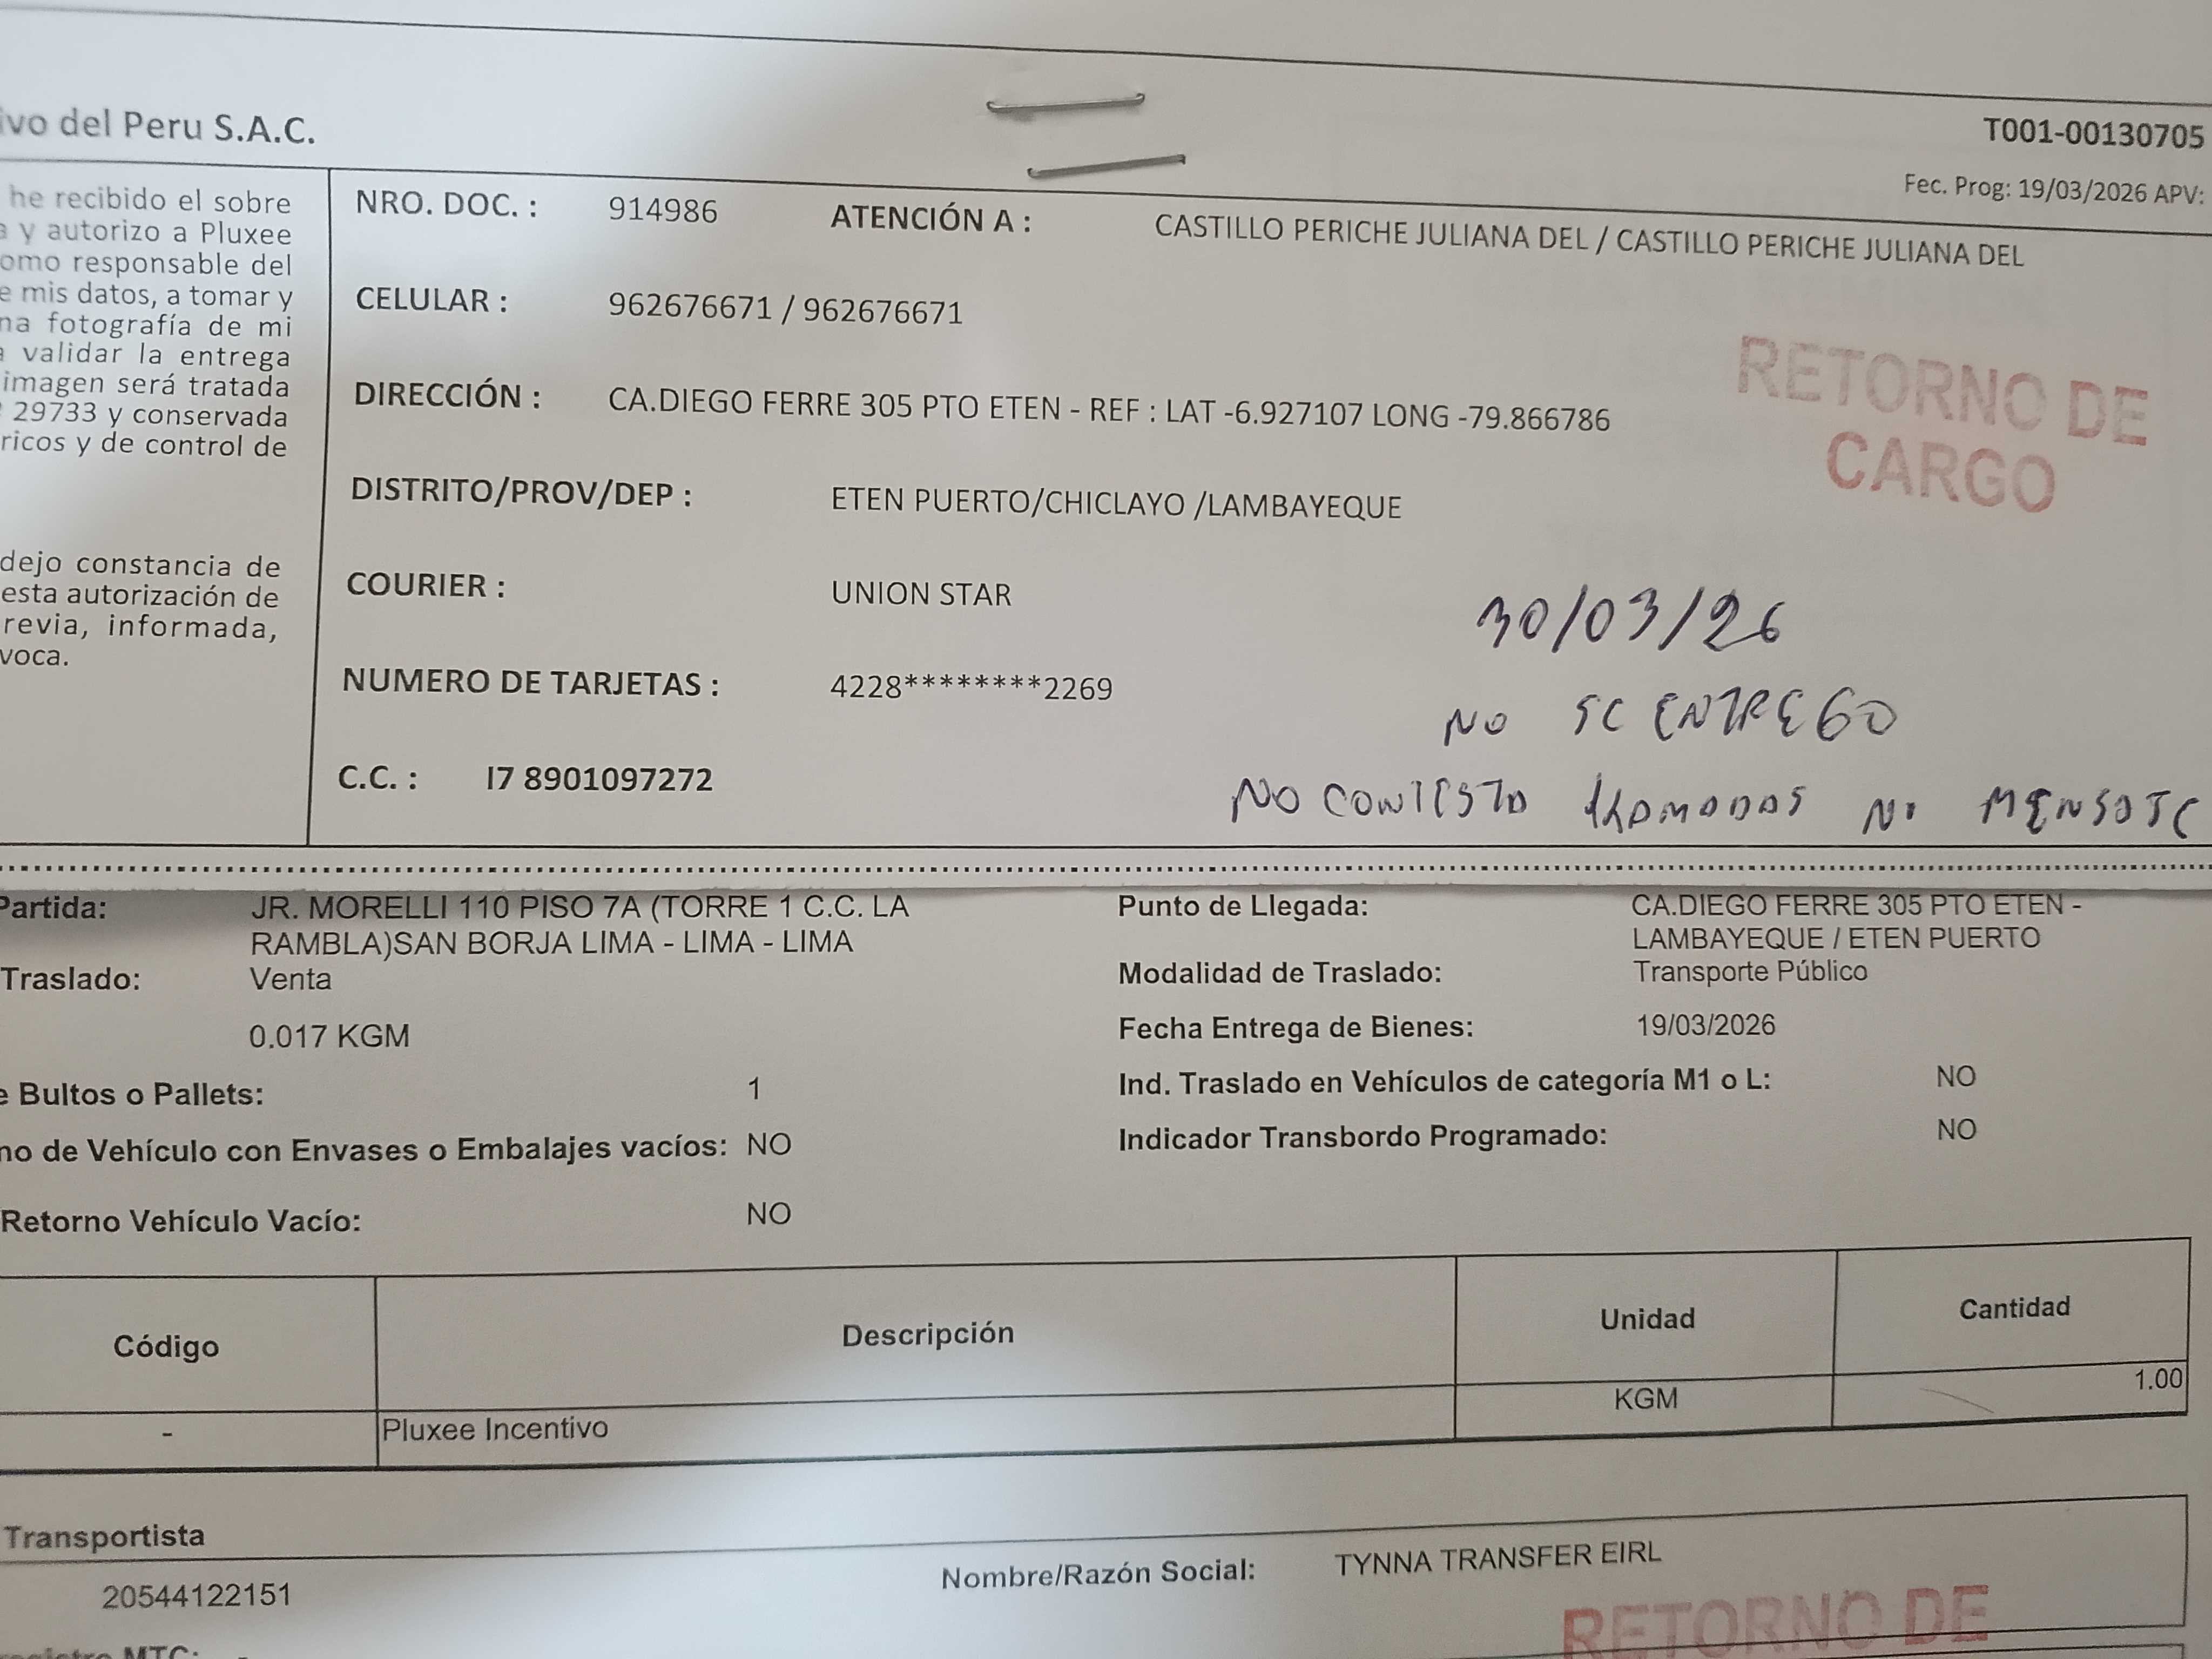 ivo del Peru S.A.C.
T001-00130705
Fec. Prog: 19/03/2026 APV:
he recibido el sobre
a y autorizo a Pluxee
omo responsable del
e mis datos, a tomar y
na fotografía de mi
a validar la entrega
imagen será tratada
29733 y conservada
ricos y de control de
dejo constancia de
esta autorización de
revia, informada,
voca.
NRO. DOC. : 914986 ATENCIÓN A : CASTILLO PERICHE JULIANA DEL / CASTILLO PERICHE JULIANA DEL
CELULAR : 962676671 / 962676671
DIRECCIÓN : CA.DIEGO FERRE 305 PTO ETEN - REF : LAT -6.927107 LONG -79.866786
RETORNO DE
CARGO
DISTRITO/PROV/DEP : ETEN PUERTO/CHICLAYO /LAMBAYEQUE
COURIER : UNION STAR
NUMERO DE TARJETAS : 4228********2269
C.C. : I7 8901097272
30/03/26
NO SE ENTREGO
NO CONTESTA LLAMADAS NI MENSAJE
Partida: JR. MORELLI 110 PISO 7A (TORRE 1 C.C. LA
RAMBLA)SAN BORJA LIMA - LIMA - LIMA
Traslado: Venta
0.017 KGM
e Bultos o Pallets: 1
no de Vehículo con Envases o Embalajes vacíos: NO
Retorno Vehículo Vacío: NO
Punto de Llegada: CA.DIEGO FERRE 305 PTO ETEN -
LAMBAYEQUE / ETEN PUERTO
Modalidad de Traslado: Transporte Público
Fecha Entrega de Bienes: 19/03/2026
Ind. Traslado en Vehículos de categoría M1 o L: NO
Indicador Transbordo Programado: NO
Código Descripción Unidad Cantidad
- Pluxee Incentivo KGM 1.00
Transportista
20544122151 Nombre/Razón Social: TYNNA TRANSFER EIRL
RETORNO DE
MTC: -